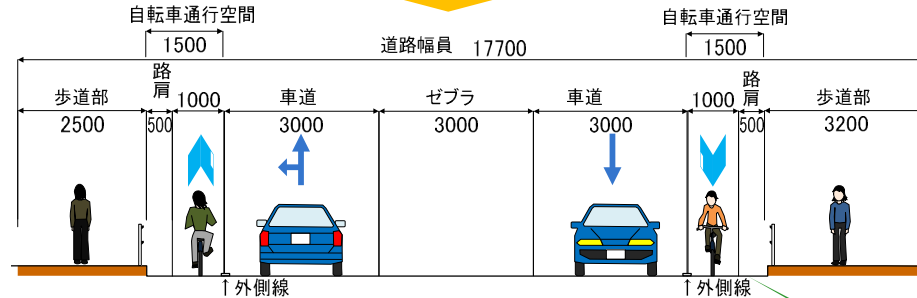 自転車通行空間
自転車通行空間
1500
道路幅員 17700
1500
歩道部
路肩
1000
車道
ゼブラ
車道
1000
路肩
歩道部
2500
500
3000
3000
3000
500
3200
↑外側線
↑外側線